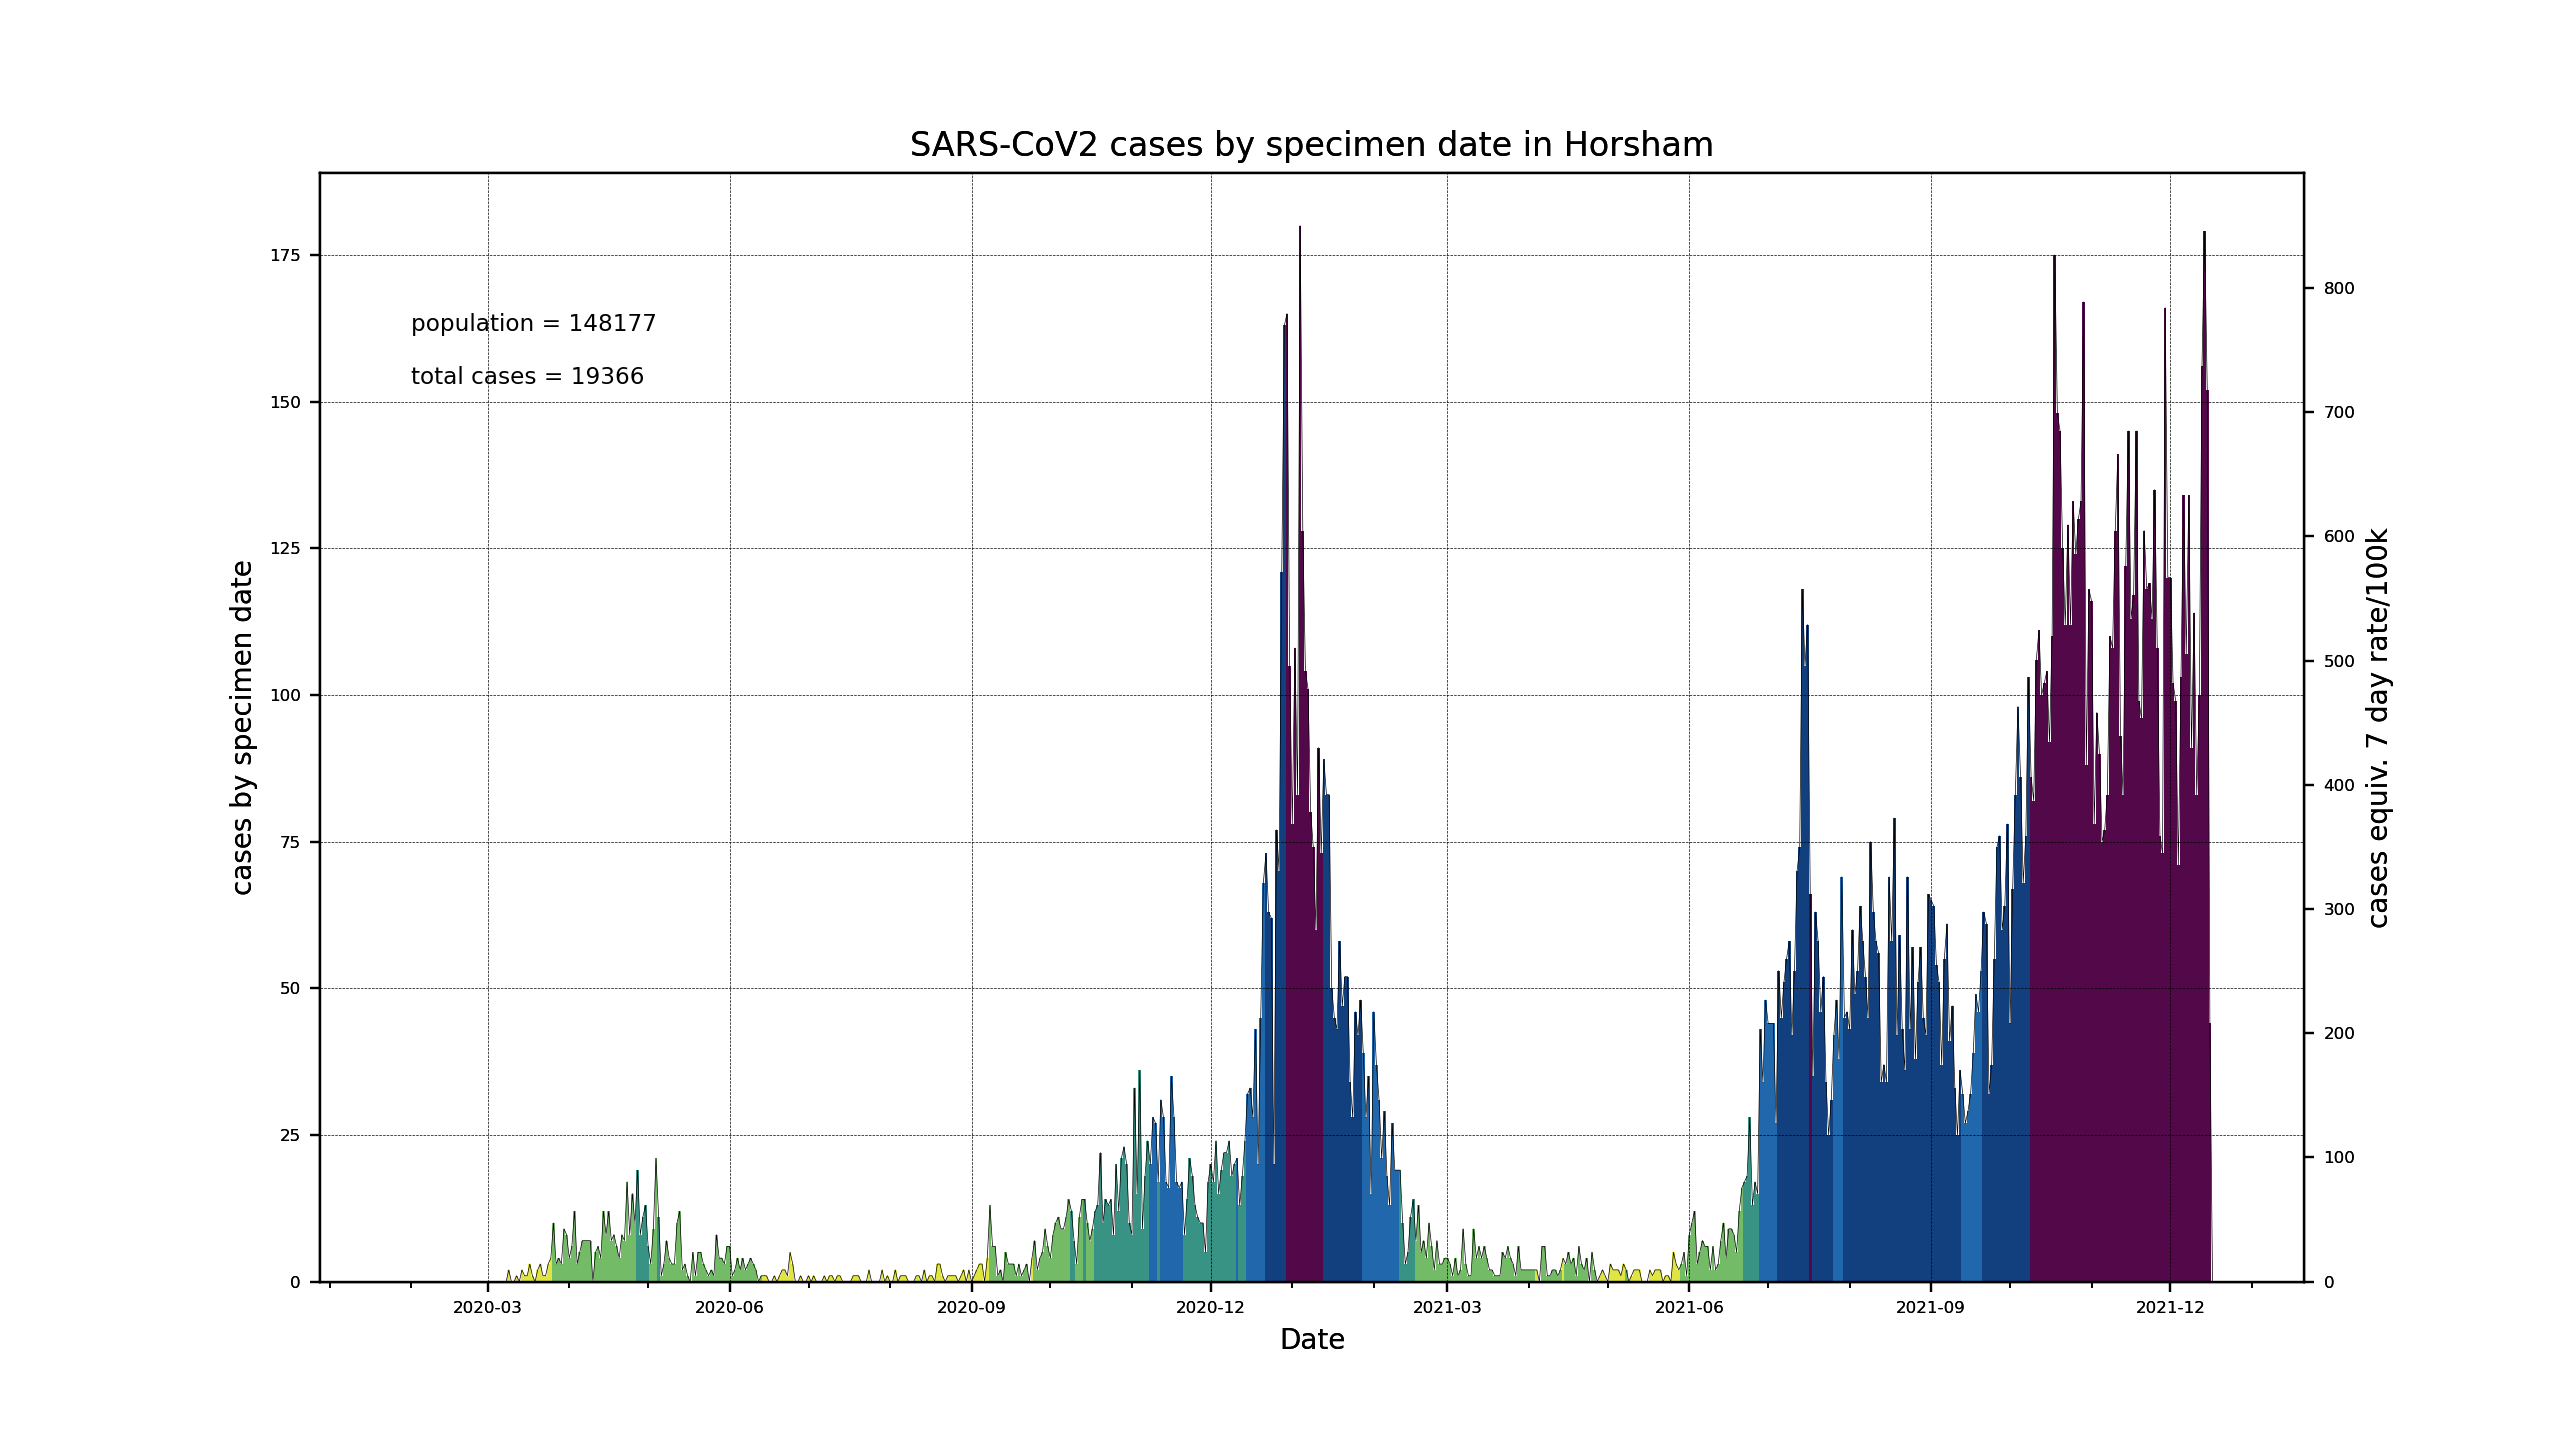 SARS-CoV2 cases by specimen date in Horsham
population = 148177
total cases = 19366
cases by specimen date
175
150
125
100
75
50
25
0
800
700
600
500
400
300
200
100
0
cases equiv. 7 day rate/100k
2020-03 2020-06 2020-09 2020-12 2021-03 2021-06 2021-09 2021-12
Date